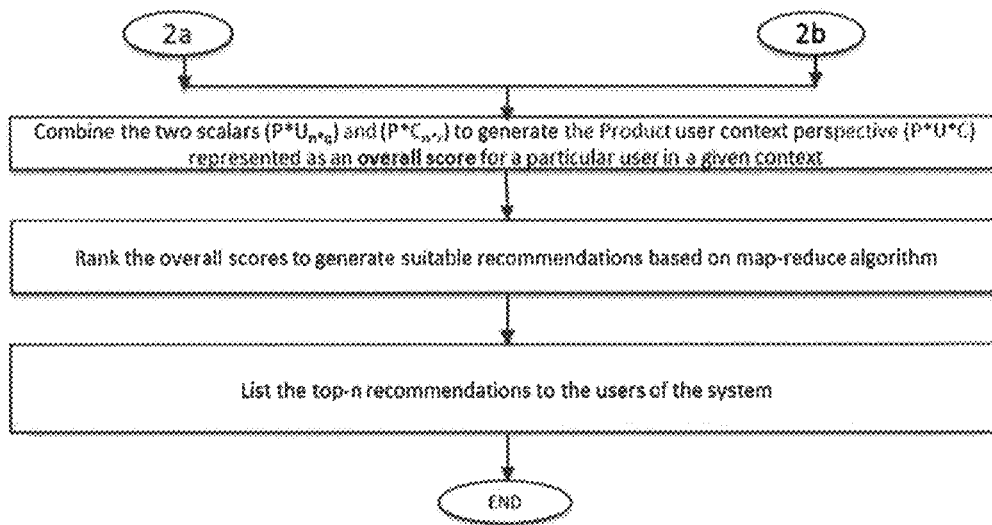 2a
2b
Combine the two scalars (P*U) and (P*C) to generate the Product user context perspective (P*U*C)
represented as an overall score for a particular user in a given context
Rank the overall scores to generate suitable recommendations based on map-reduce algorithm
List the top-n recommendations to the users of the system
END